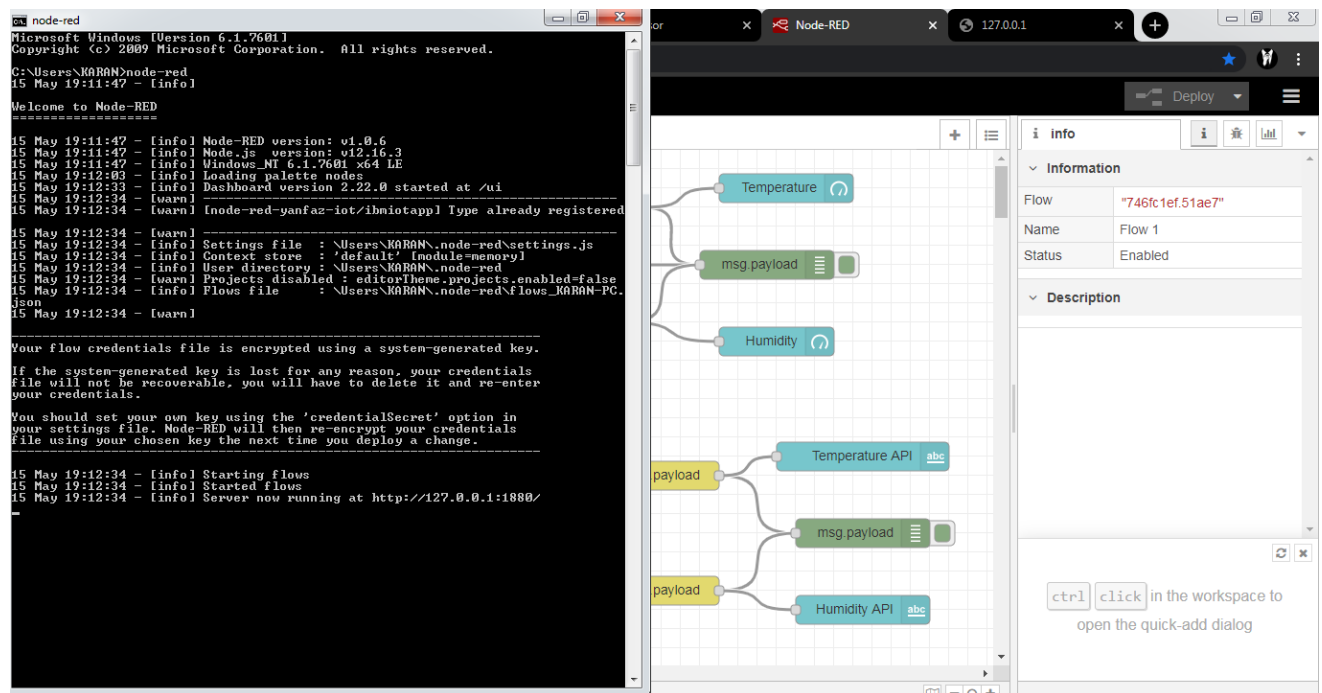 node-red
Microsoft Windows [Version 6.1.7601]
Copyright (c) 2009 Microsoft Corporation.  All rights reserved.
C:\Users\KARAN>node-red
15 May 19:11:47 - [info]
Welcome to Node-RED
===================
15 May 19:11:47 - [info] Node-RED version: v1.0.6
15 May 19:11:47 - [info] Node.js  version: v12.16.3
15 May 19:11:47 - [info] Windows_NT 6.1.7601 x64 LE
15 May 19:12:03 - [info] Loading palette nodes
15 May 19:12:33 - [info] Dashboard version 2.22.0 started at /ui
15 May 19:12:34 - [warn] ------------------------------------------------------
15 May 19:12:34 - [warn] [node-red-yanfaz-iot/ibmiotapp] Type already registered
15 May 19:12:34 - [warn] ------------------------------------------------------
15 May 19:12:34 - [info] Settings file  : \Users\KARAN\.node-red\settings.js
15 May 19:12:34 - [info] Context store  : 'default' [module=memory]
15 May 19:12:34 - [info] User directory : \Users\KARAN\.node-red
15 May 19:12:34 - [warn] Projects disabled : editorTheme.projects.enabled=false
15 May 19:12:34 - [info] Flows file     : \Users\KARAN\.node-red\flows_KARAN-PC.
json
15 May 19:12:34 - [warn]
---------------------------------------------------------------------
Your flow credentials file is encrypted using a system-generated key.
If the system-generated key is lost for any reason, your credentials
file will not be recoverable, you will have to delete it and re-enter
your credentials.
You should set your own key using the 'credentialSecret' option in
your settings file. Node-RED will then re-encrypt your credentials
file using your chosen key the next time you deploy a change.
---------------------------------------------------------------------
15 May 19:12:34 - [info] Starting flows
15 May 19:12:34 - [info] Started flows
15 May 19:12:34 - [info] Server now running at http://127.0.0.1:1880/
sor
Node-RED
127.0.0.1
Deploy
i info
i
Information
Flow "746fc1ef.51ae7"
Name Flow 1
Status Enabled
Description
Temperature
msg.payload
Humidity
payload
Temperature API abc
msg.payload
payload
Humidity API abc
ctrl click in the workspace to
open the quick-add dialog